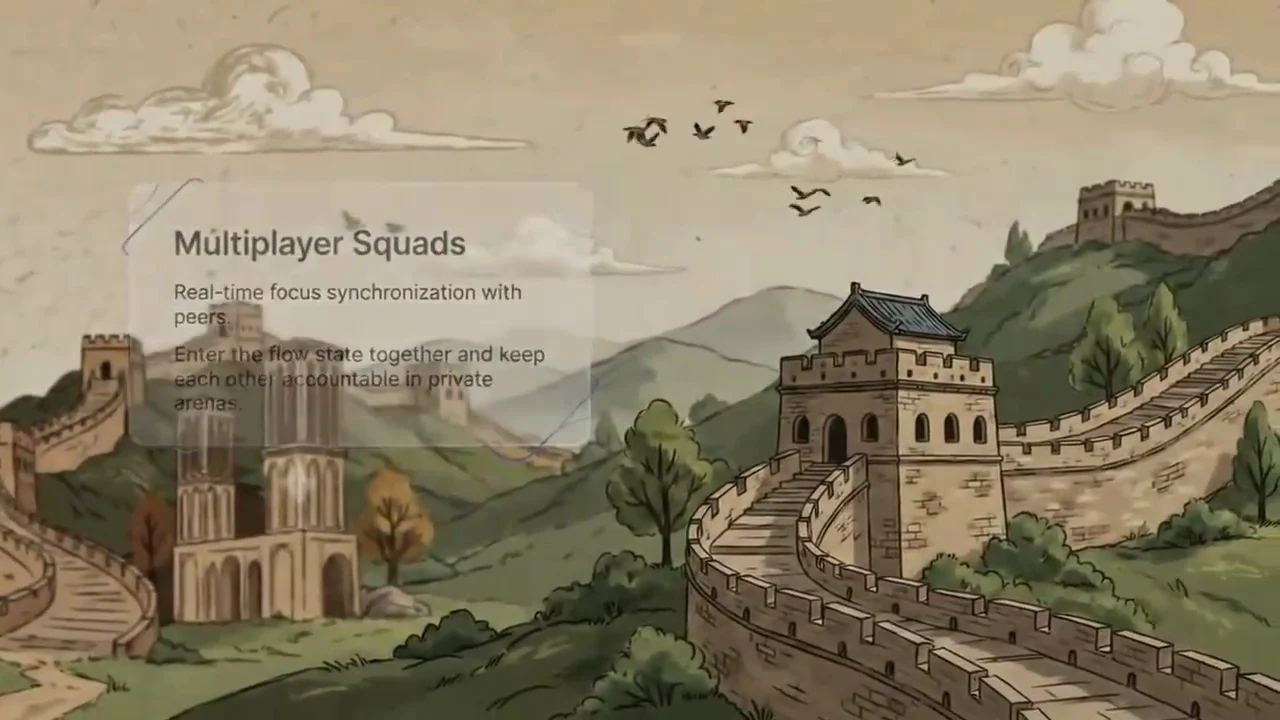 Multiplayer Squads
Real-time focus synchronization with
peers.
Enter the flow state together and keep
each other accountable in private
arenas.